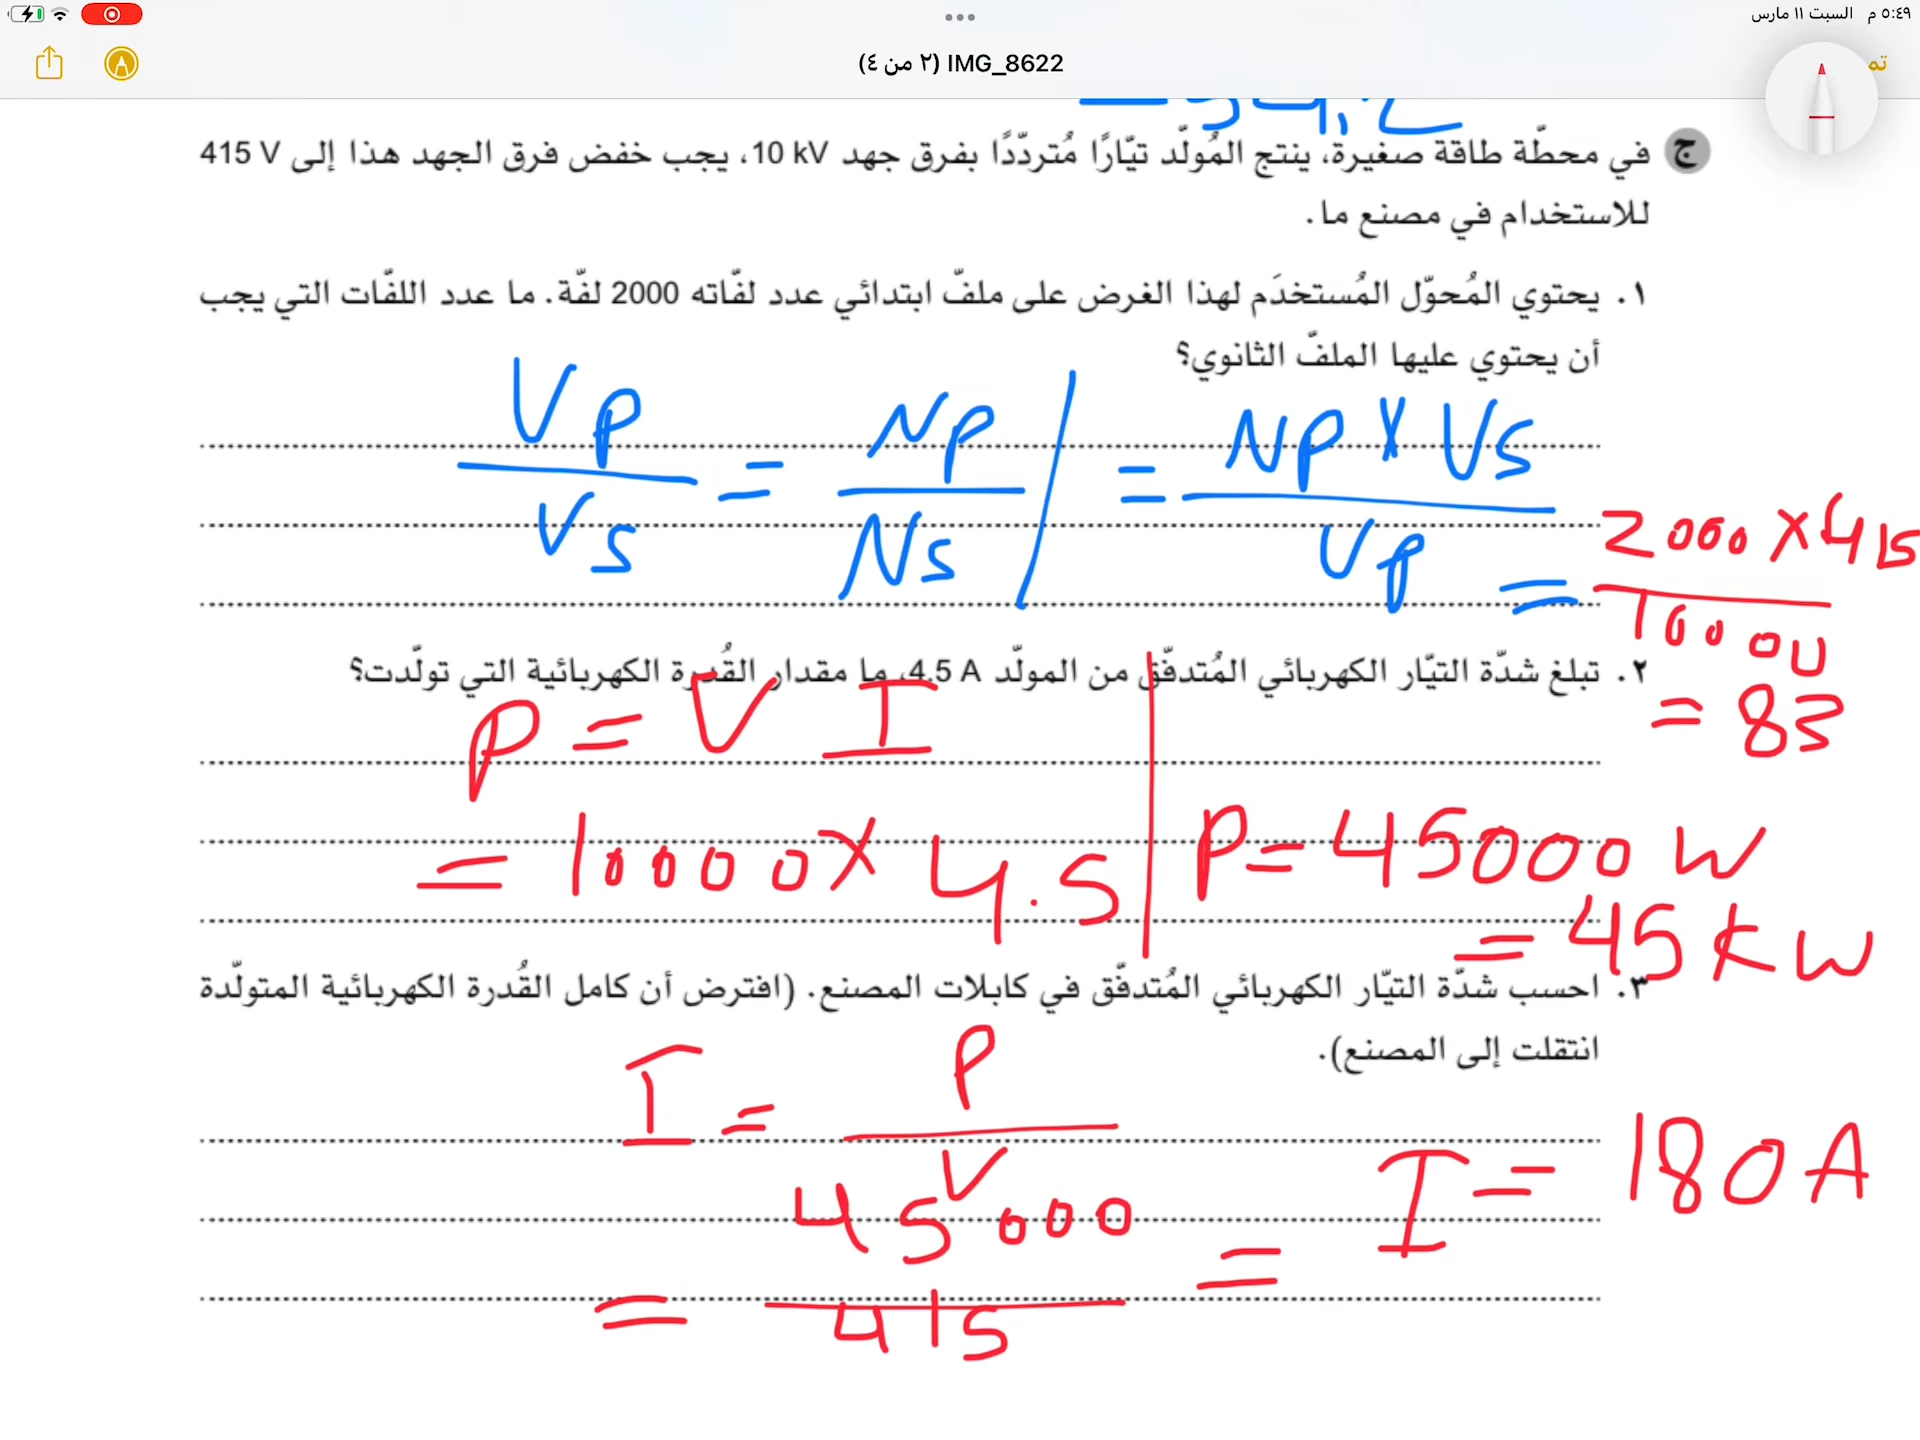 ٥:٤٩ م السبت ١١ مارس
IMG_8622 (٢ من ٤)
تم
ج في محطّة طاقة صغيرة، ينتج المُولّد تيّارًا مُتردّدًا بفرق جهد 10 kV، يجب خفض فرق الجهد هذا إلى 415 V
للاستخدام في مصنع ما.
١. يحتوي المُحوّل المُستخدَم لهذا الغرض على ملفّ ابتدائي عدد لفّاته 2000 لفّة. ما عدد اللفّات التي يجب
أن يحتوي عليها الملفّ الثانوي؟
Vp / Vs = Np / Ns
= Np x Vs / Vp
= 2000 x 415 / 10000
= 83
٢. تبلغ شدّة التيّار الكهربائي المُتدفّق من المولّد 4.5 A، ما مقدار القُدرة الكهربائية التي تولّدت؟
P = V I
= 10000 x 4.5
P = 45000 W
= 45 KW
٣. احسب شدّة التيّار الكهربائي المُتدفّق في كابلات المصنع. (افترض أن كامل القُدرة الكهربائية المتولّدة
انتقلت إلى المصنع).
I = P / V
= 45000 / 415 =
I = 180 A